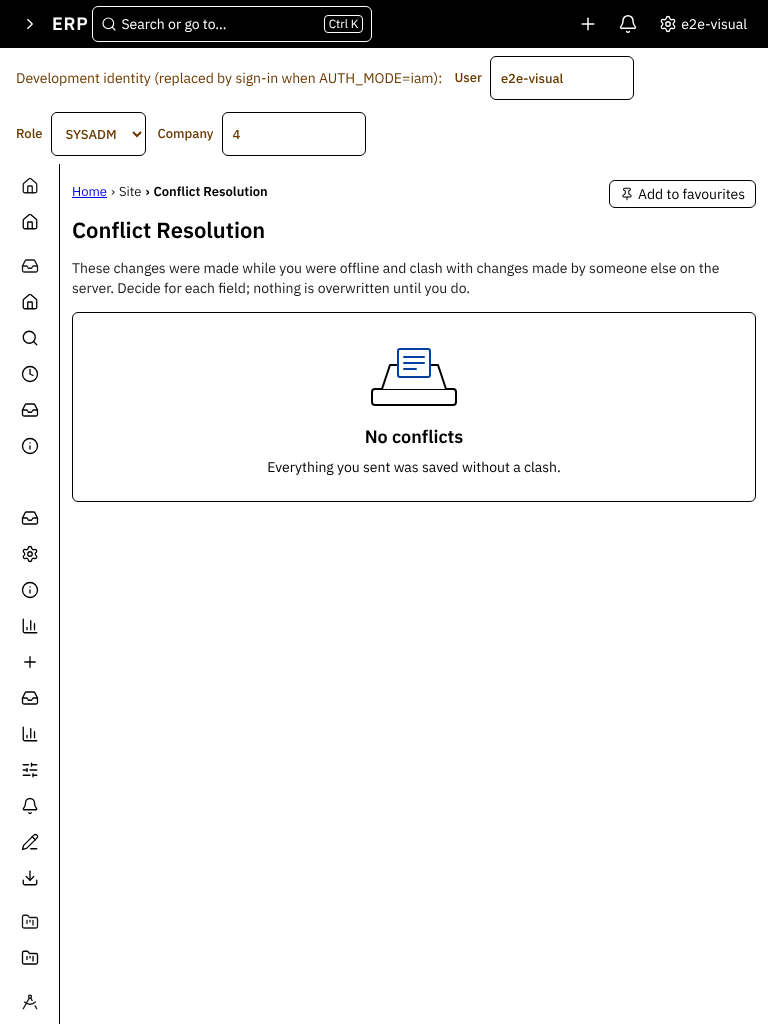 ERP Search or go to... Ctrl K e2e-visual
Development identity (replaced by sign-in when AUTH_MODE=iam): User e2e-visual
Role SYSADM Company 4
Home › Site › Conflict Resolution Add to favourites
Conflict Resolution
These changes were made while you were offline and clash with changes made by someone else on the
server. Decide for each field; nothing is overwritten until you do.
No conflicts
Everything you sent was saved without a clash.